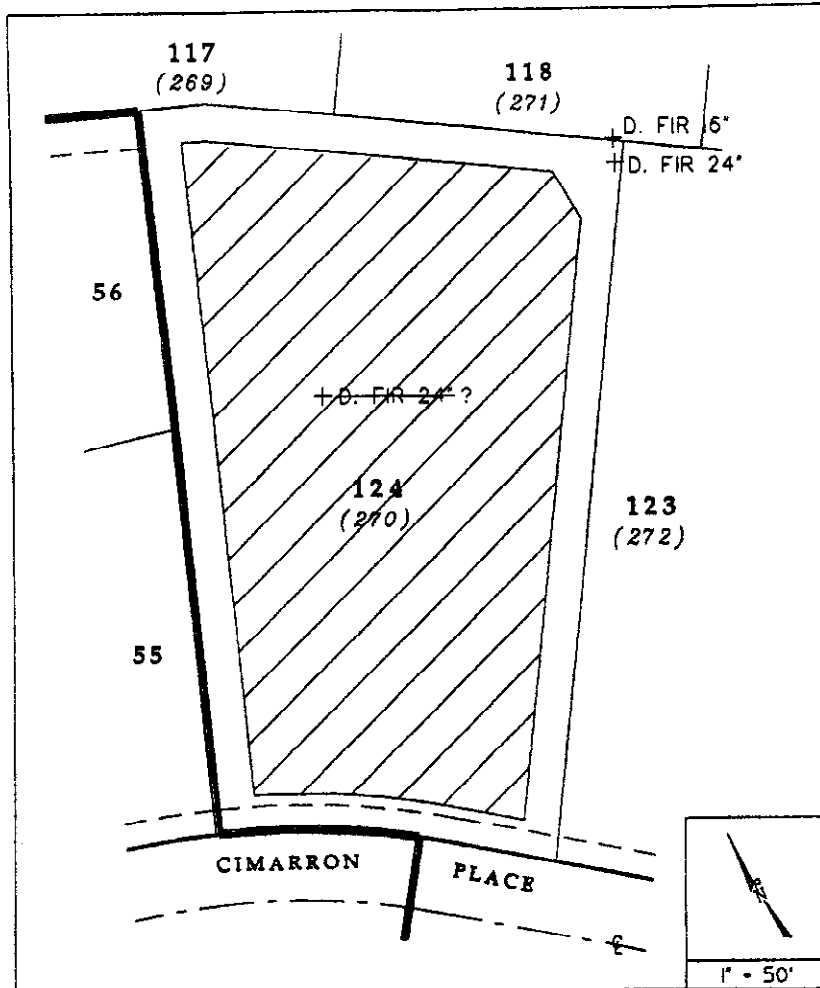 117
(269)
118
(271)
D. FIR 6"
D. FIR 24"
56
D. FIR 24" ?
124
(270)
123
(272)
55
CIMARRON PLACE
℄
N
1" - 50'